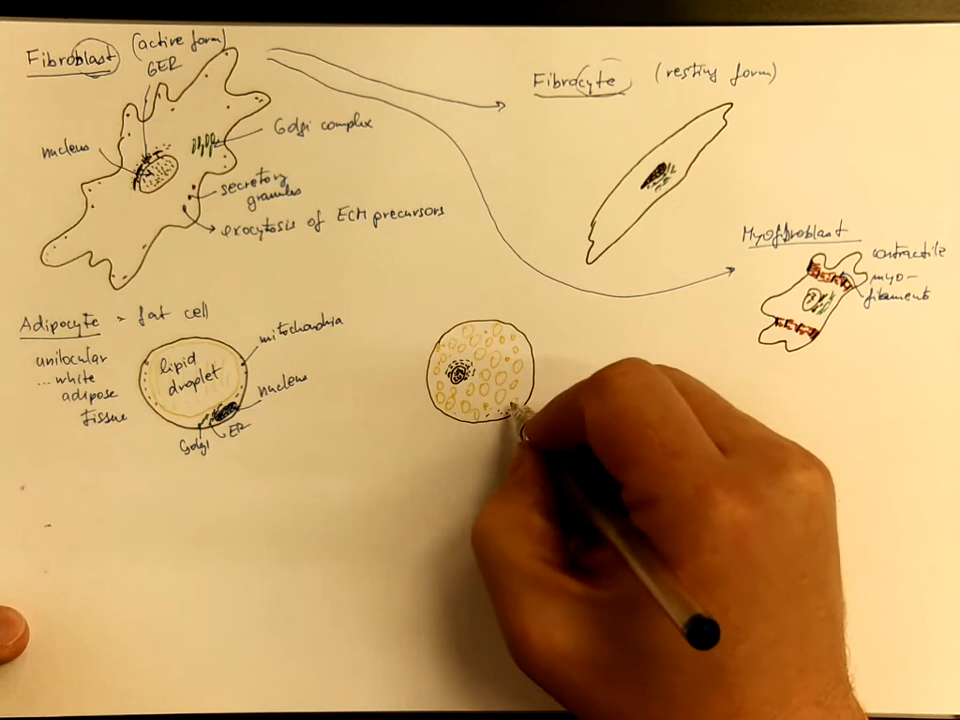 Fibroblast (active form)
GER
nucleus
Golgi complex
secretory
granules
exocytosis of ECM precursors
Fibrocyte (resting form)
Myofibroblast
contractile
myo-
filaments
Adipocyte = fat cell
unilocular
... white
adipose
tissue
lipid
droplet
mitochondria
nucleus
ER
Golgi